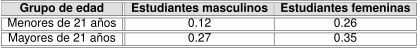 Grupo de edad Estudiantes masculinos Estudiantes femeninas
Menores de 21 años 0.12 0.26
Mayores de 21 años 0.27 0.35